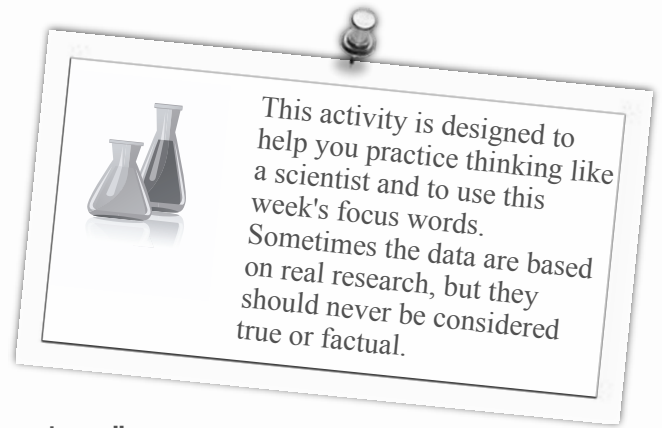 This activity is designed to
help you practice thinking like
a scientist and to use this
week's focus words.
Sometimes the data are based
on real research, but they
should never be considered
true or factual.